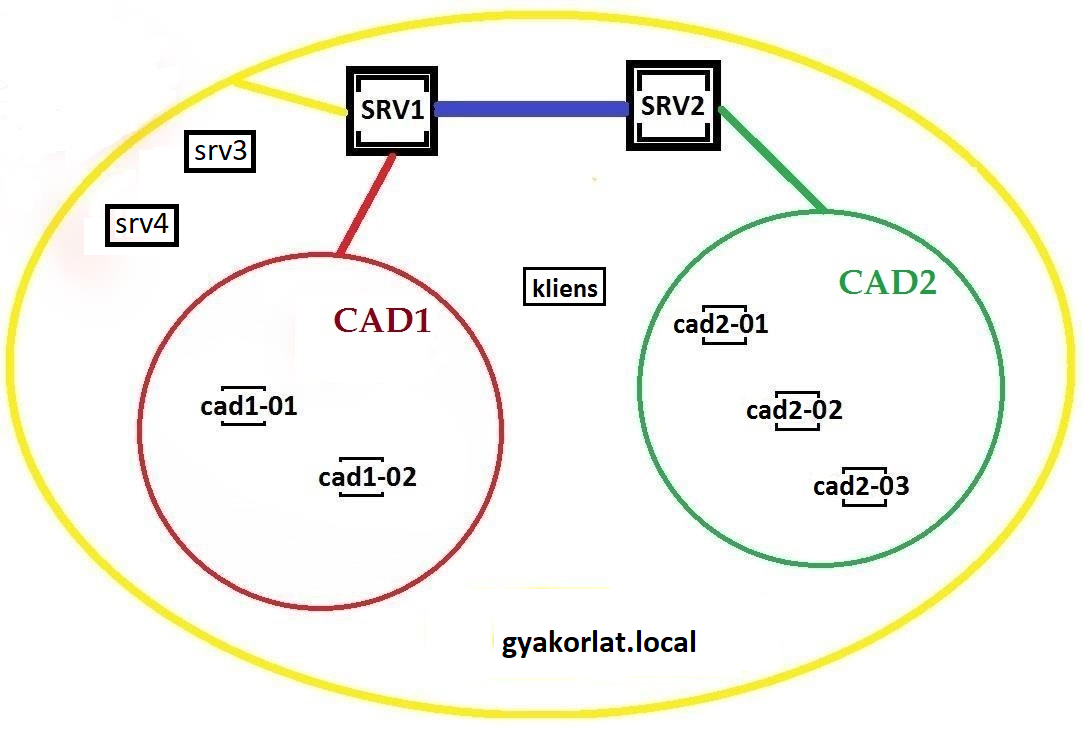 SRV1
SRV2
srv3
srv4
kliens
CAD1
CAD2
cad2-01
cad1-01
cad2-02
cad1-02
cad2-03
gyakorlat.local